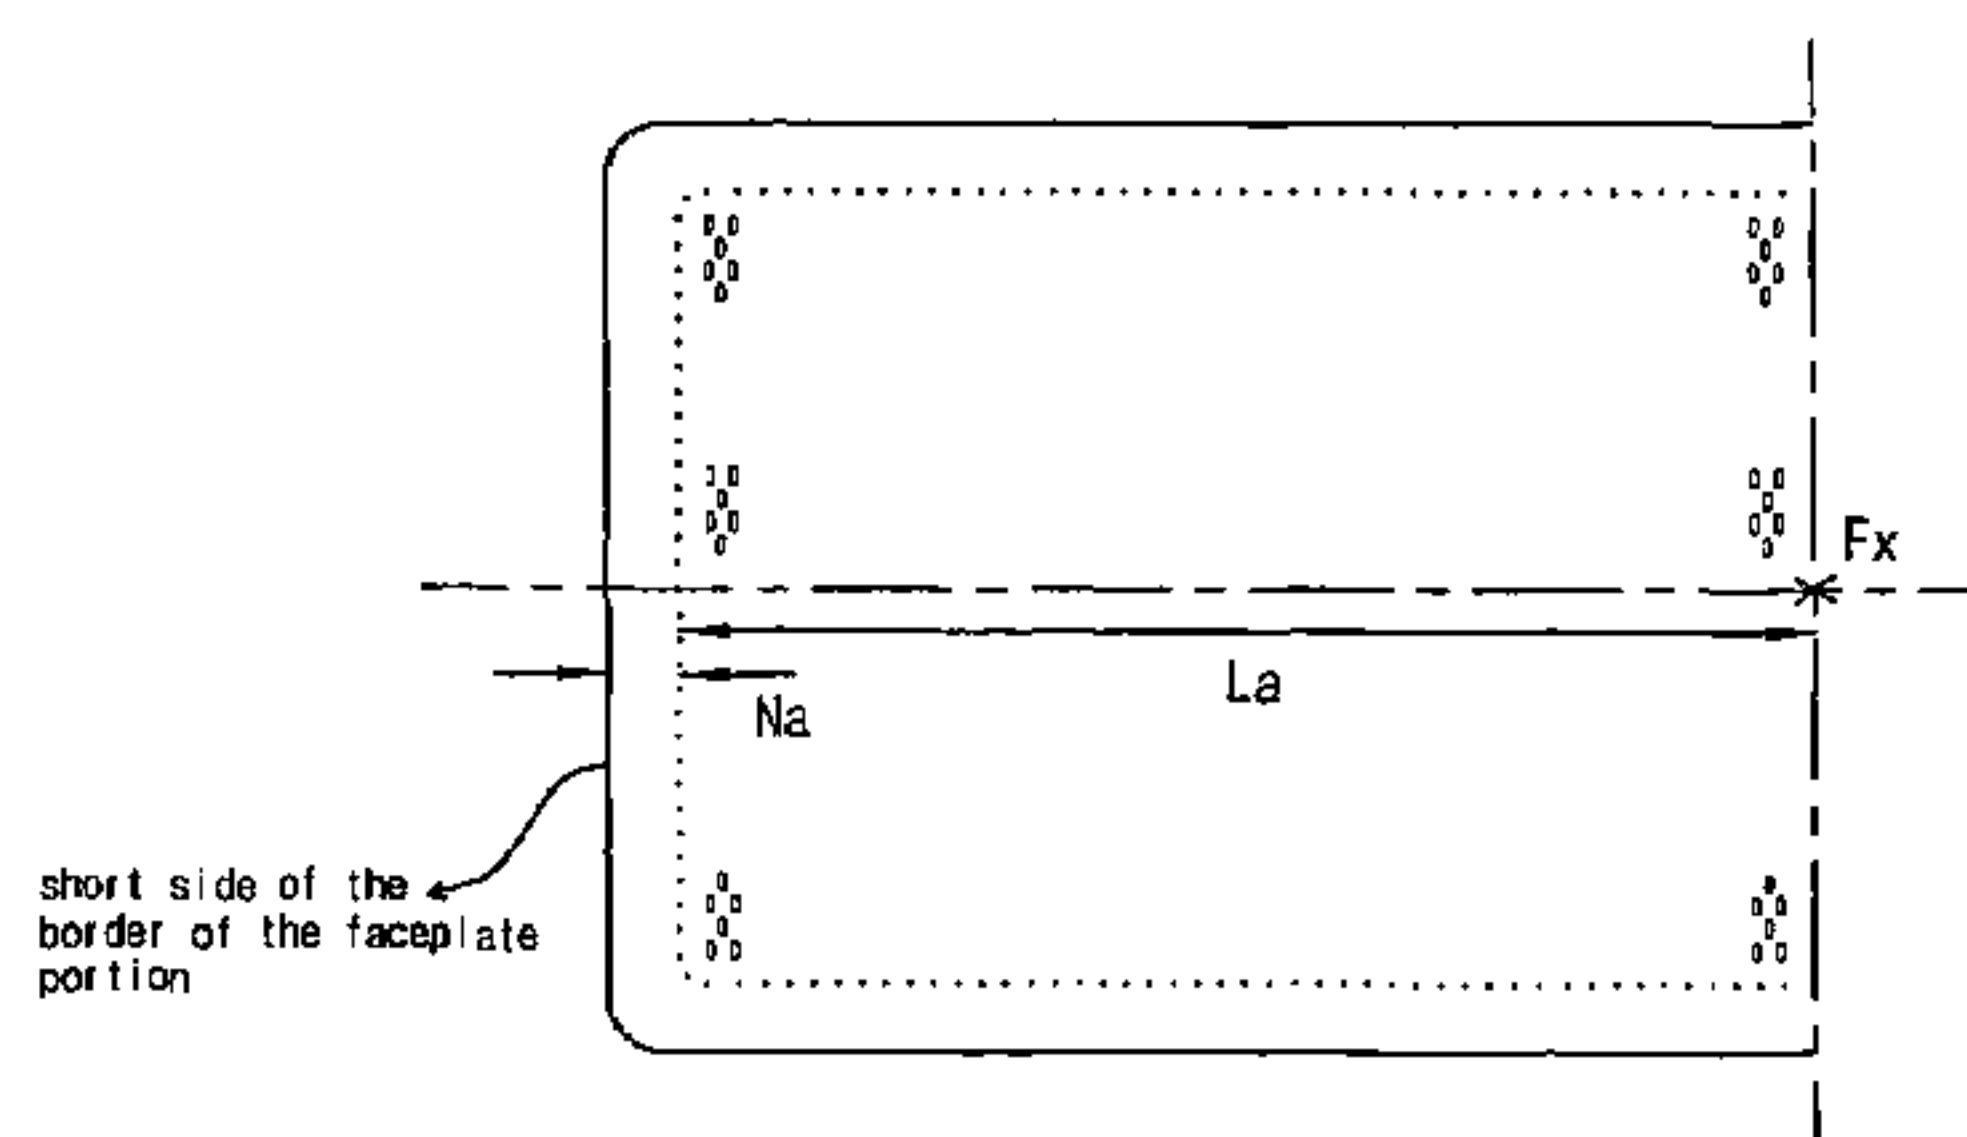 Fx
La
Na
short side of the
border of the faceplate
portion